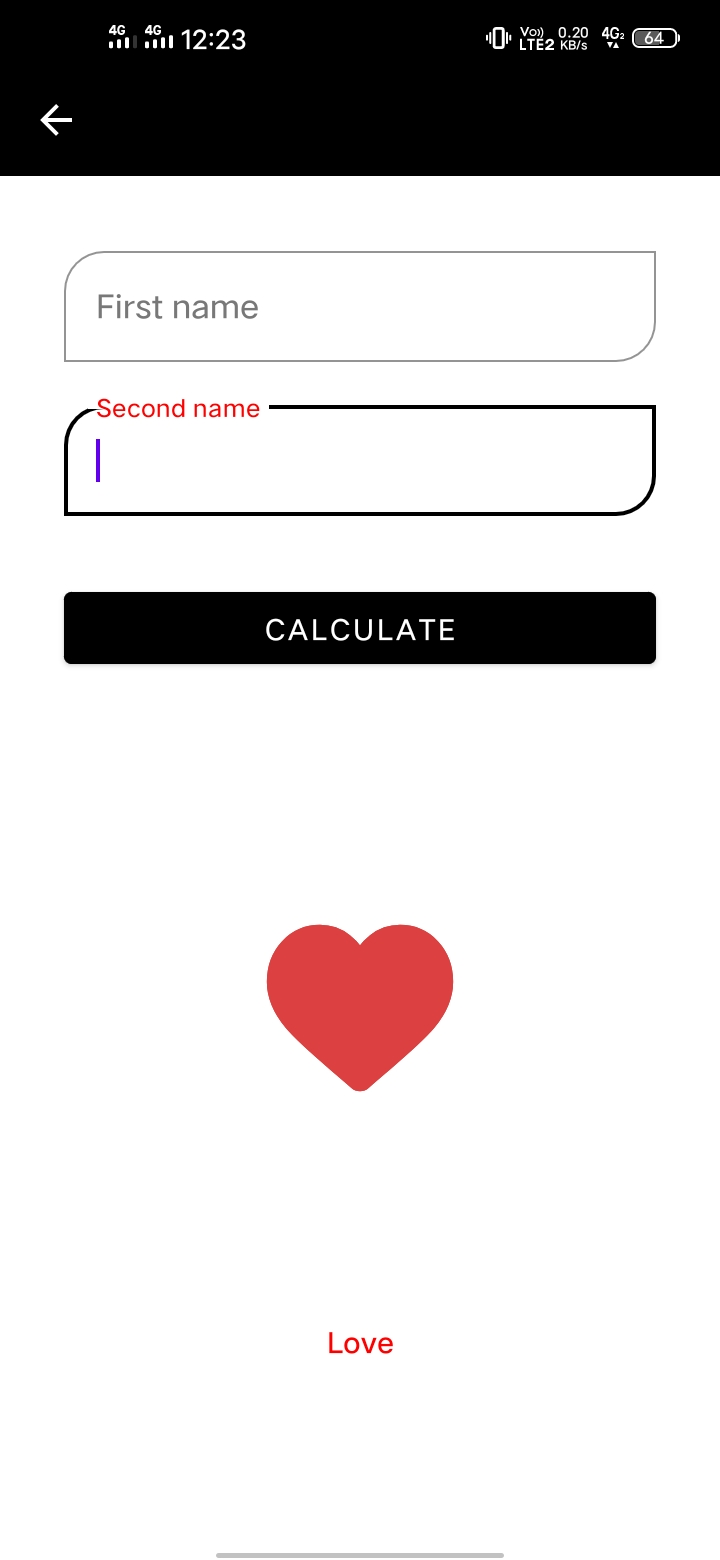 4G 4G 12:23 Vo)) LTE2 0.20 KB/s 4G2 64
First name
Second name
CALCULATE
Love